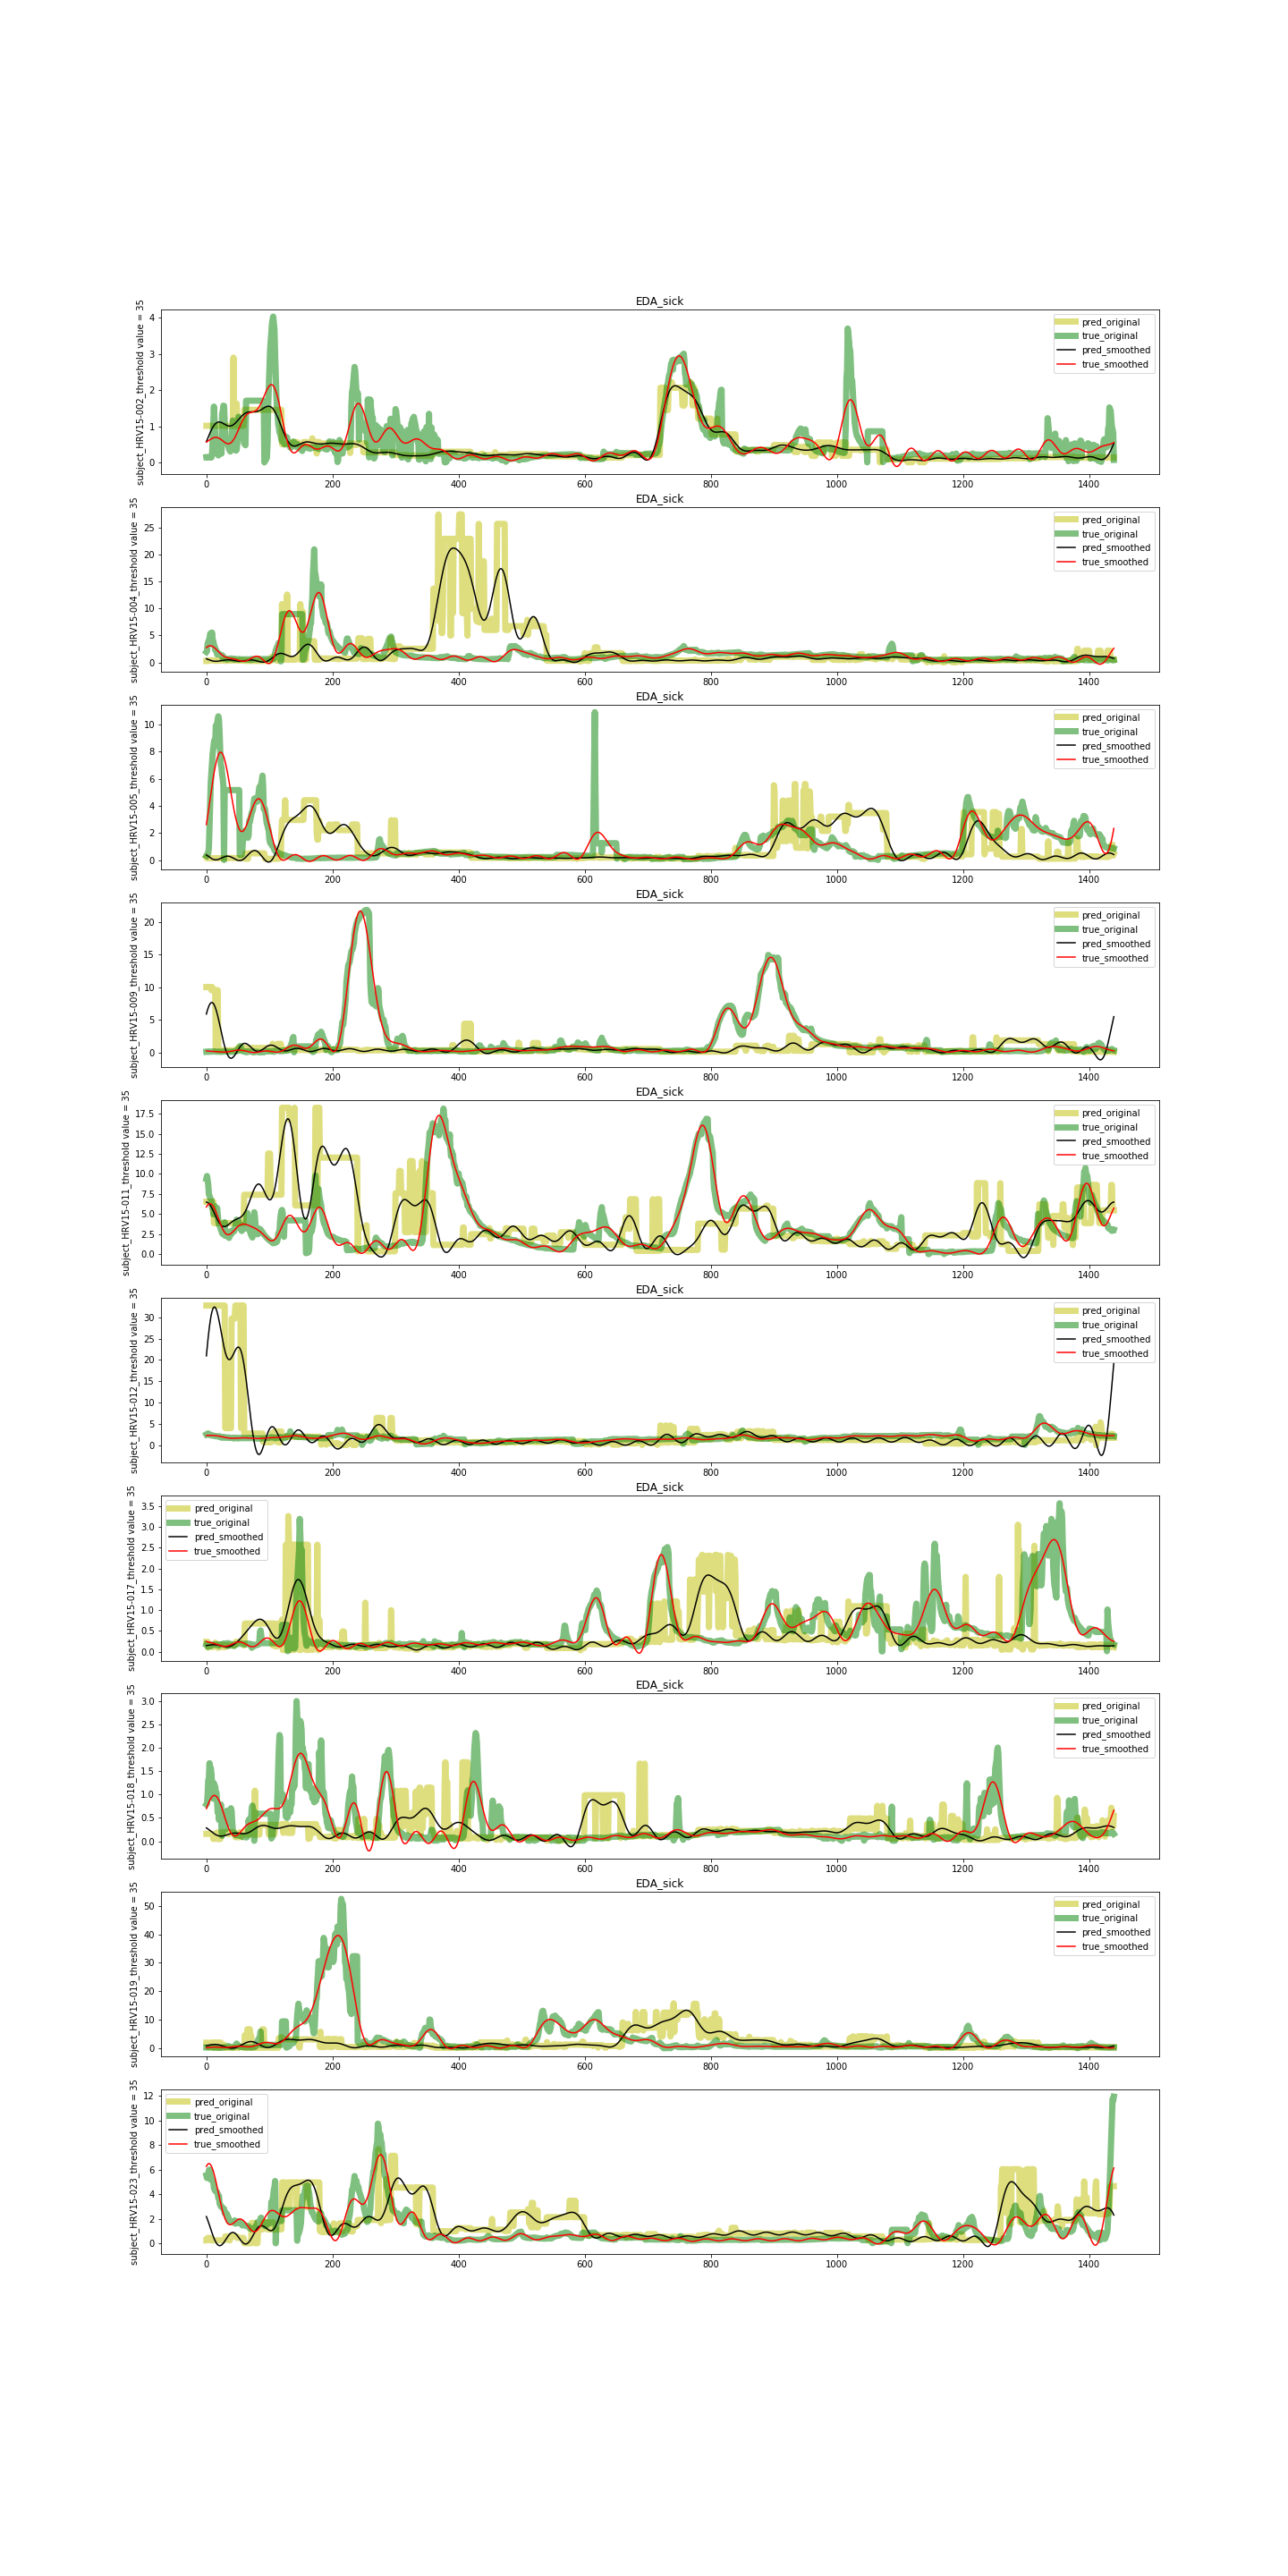 EDA_sick
subject_HRV15-002_threshold value = 35
4
3
2
1
0
pred_original
true_original
pred_smoothed
true_smoothed
0 200 400 600 800 1000 1200 1400
EDA_sick
subject_HRV15-004_threshold value = 35
25
20
15
10
5
0
pred_original
true_original
pred_smoothed
true_smoothed
0 200 400 600 800 1000 1200 1400
EDA_sick
subject_HRV15-005_threshold value = 35
10
8
6
4
2
0
pred_original
true_original
pred_smoothed
true_smoothed
0 200 400 600 800 1000 1200 1400
EDA_sick
subject_HRV15-009_threshold value = 35
20
15
10
5
0
pred_original
true_original
pred_smoothed
true_smoothed
0 200 400 600 800 1000 1200 1400
EDA_sick
subject_HRV15-011_threshold value = 35
17.5
15.0
12.5
10.0
7.5
5.0
2.5
0.0
pred_original
true_original
pred_smoothed
true_smoothed
0 200 400 600 800 1000 1200 1400
EDA_sick
subject_HRV15-012_threshold value = 35
30
25
20
15
10
5
0
pred_original
true_original
pred_smoothed
true_smoothed
0 200 400 600 800 1000 1200 1400
EDA_sick
subject_HRV15-017_threshold value = 35
3.5
3.0
2.5
2.0
1.5
1.0
0.5
0.0
pred_original
true_original
pred_smoothed
true_smoothed
0 200 400 600 800 1000 1200 1400
EDA_sick
subject_HRV15-018_threshold value = 35
3.0
2.5
2.0
1.5
1.0
0.5
0.0
pred_original
true_original
pred_smoothed
true_smoothed
0 200 400 600 800 1000 1200 1400
EDA_sick
subject_HRV15-019_threshold value = 35
50
40
30
20
10
0
pred_original
true_original
pred_smoothed
true_smoothed
0 200 400 600 800 1000 1200 1400
subject_HRV15-023_threshold value = 35
12
10
8
6
4
2
0
pred_original
true_original
pred_smoothed
true_smoothed
0 200 400 600 800 1000 1200 1400